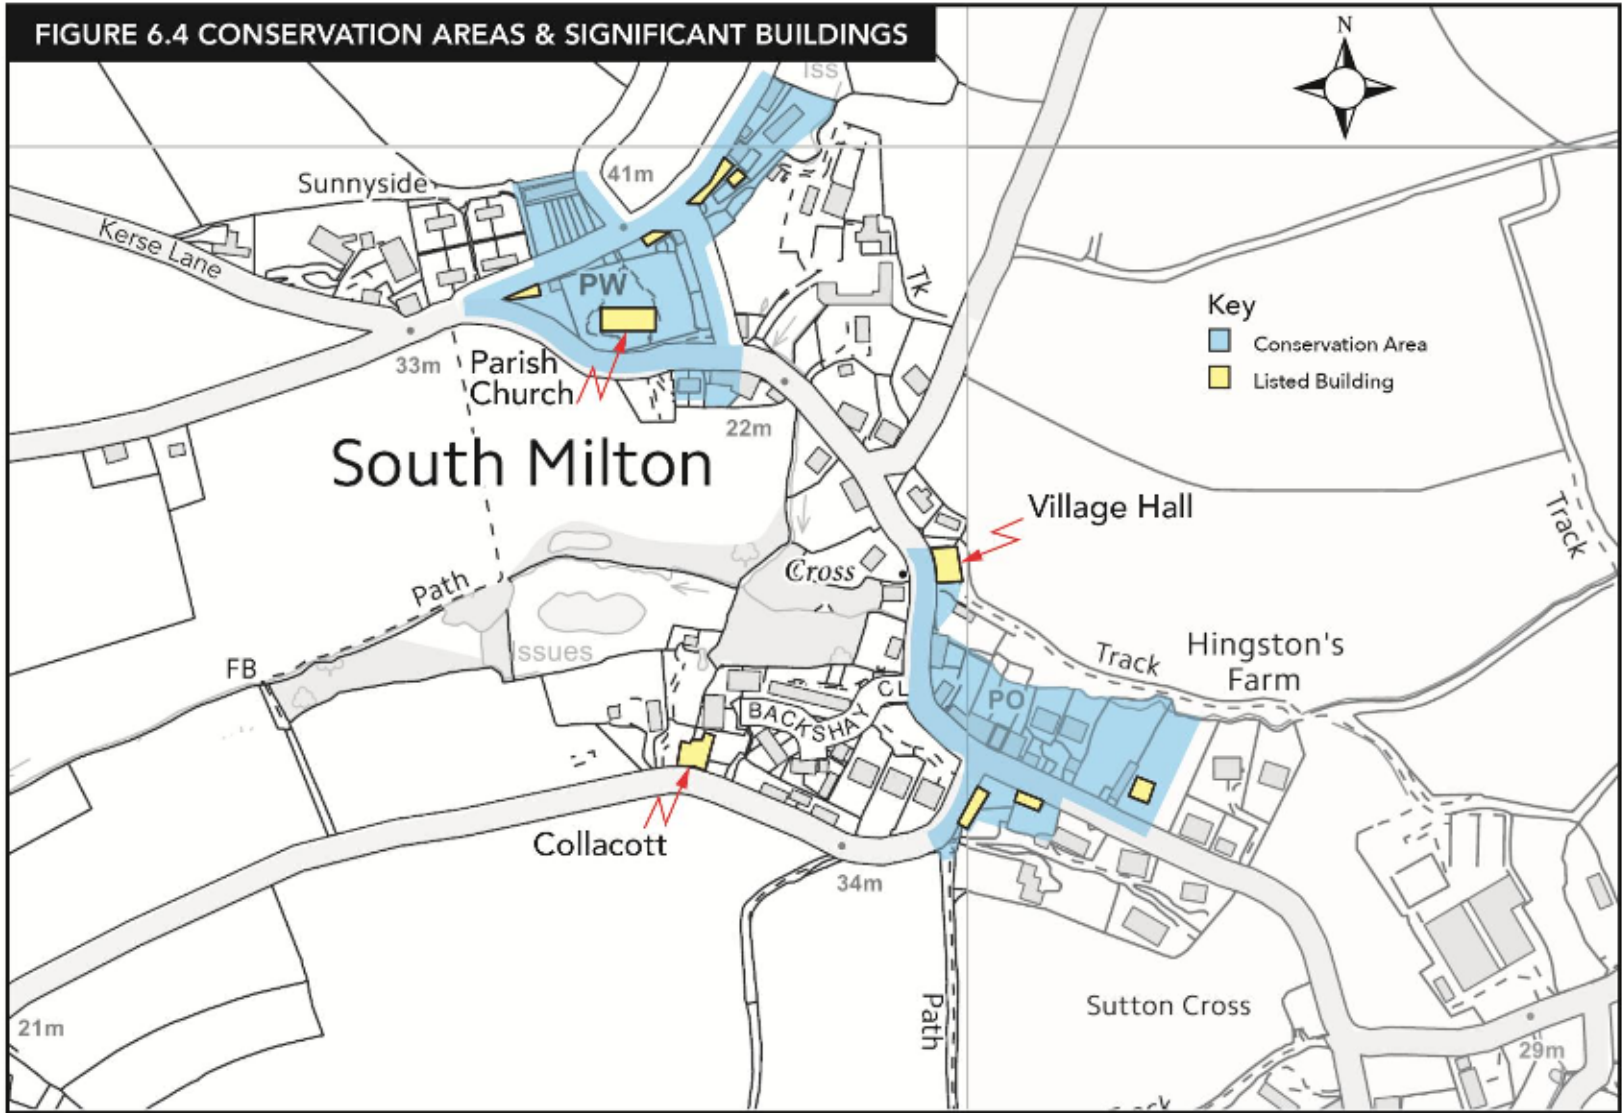 FIGURE 6.4 CONSERVATION AREAS & SIGNIFICANT BUILDINGS
N
Iss
Sunnyside
41m
Kerse Lane
PW
Tk
Key
Conservation Area
Listed Building
33m
Parish
Church
22m
South Milton
Village Hall
Track
Cross
Path
Issues
FB
Track
Hingston's
Farm
CL
PO
BACKSHAY
Collacott
34m
Path
Sutton Cross
21m
29m